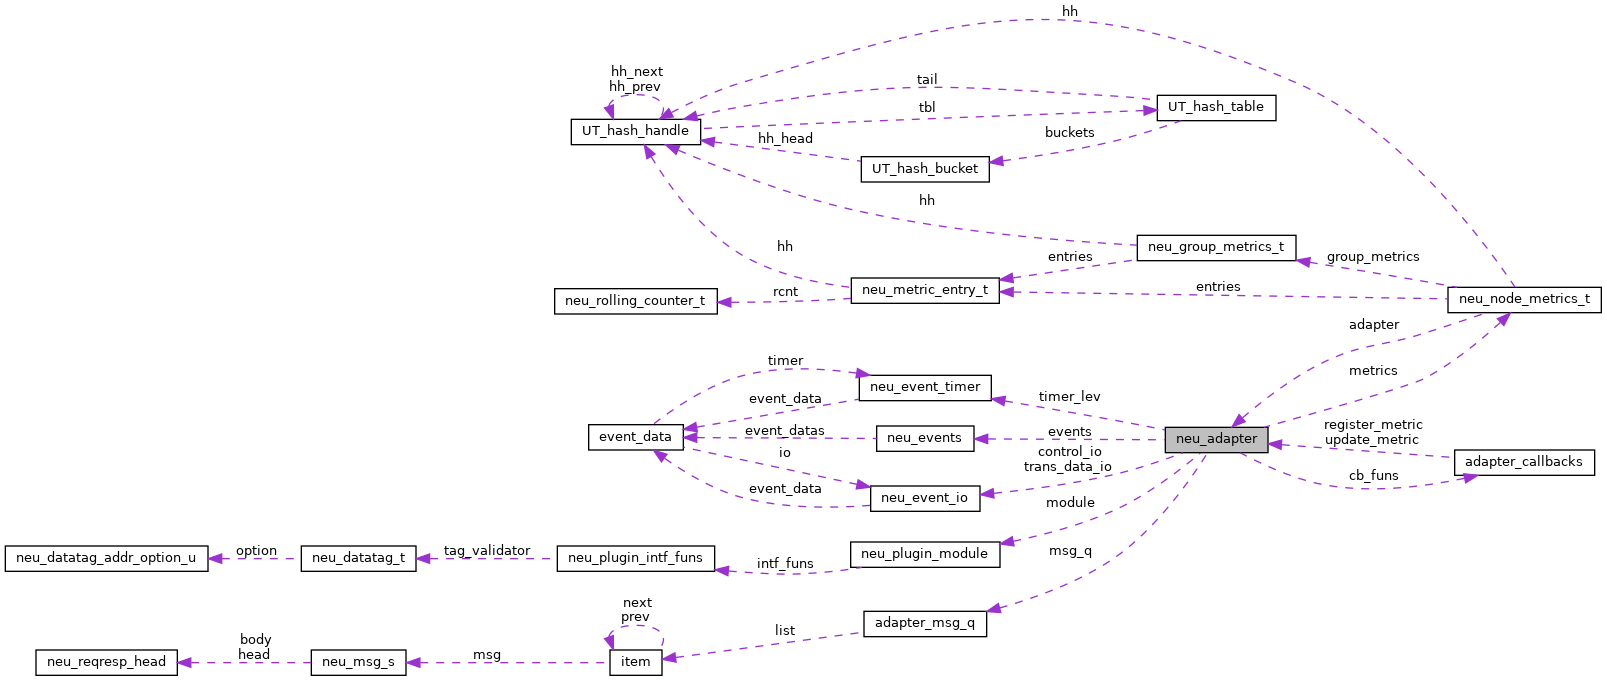 hh
hh_next
hh_prev
tail
UT_hash_table
tbl
UT_hash_handle
buckets
hh_head
UT_hash_bucket
hh
neu_group_metrics_t
hh
entries
group_metrics
neu_metric_entry_t
entries
neu_rolling_counter_t
rcnt
neu_node_metrics_t
adapter
timer
metrics
neu_event_timer
timer_lev
event_data
register_metric
update_metric
event_data
event_datas
neu_events
events
neu_adapter
io
control_io
trans_data_io
adapter_callbacks
cb_funs
event_data
neu_event_io
module
neu_datatag_addr_option_u
option
neu_datatag_t
tag_validator
neu_plugin_intf_funs
intf_funs
neu_plugin_module
msg_q
next
prev
list
adapter_msg_q
neu_reqresp_head
body
head
neu_msg_s
msg
item